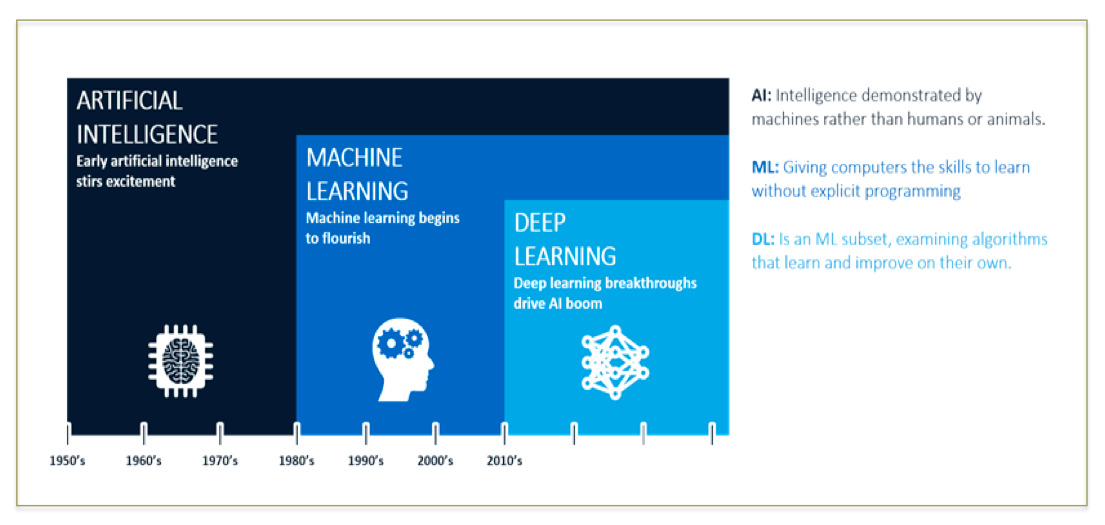 ARTIFICIAL
INTELLIGENCE
Early artificial intelligence
stirs excitement
MACHINE
LEARNING
Machine learning begins
to flourish
DEEP
LEARNING
Deep learning breakthroughs
drive AI boom
1950's
1960's
1970's
1980's
1990's
2000's
2010's
AI: Intelligence demonstrated by
machines rather than humans or animals.
ML: Giving computers the skills to learn
without explicit programming
DL: Is an ML subset, examining algorithms
that learn and improve on their own.